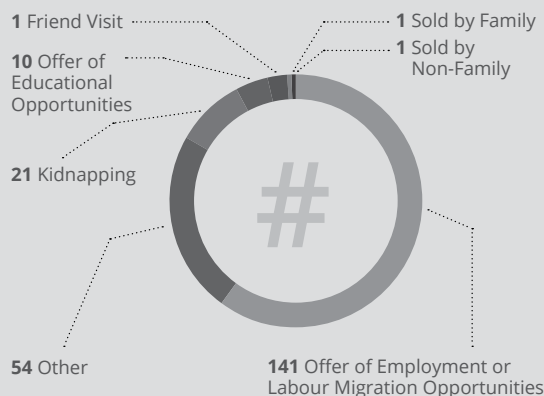 1 Friend Visit
10 Offer of
Educational
Opportunities
21 Kidnapping
54 Other
1 Sold by Family
1 Sold by
Non-Family
#
141 Offer of Employment or
Labour Migration Opportunities